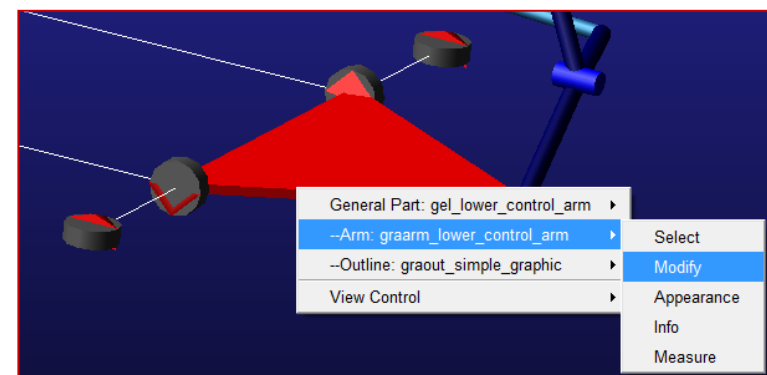 General Part: gel_lower_control_arm
--Arm: graarm_lower_control_arm
--Outline: graout_simple_graphic
View Control
Select
Modify
Appearance
Info
Measure